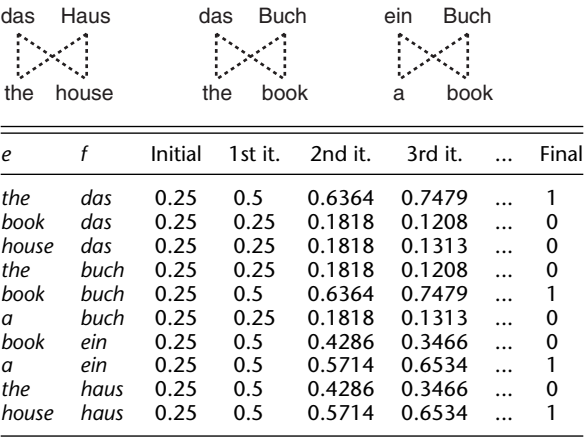 das Haus das Buch ein Buch
the house the book a book
e f Initial 1st it. 2nd it. 3rd it. ... Final
the das 0.25 0.5 0.6364 0.7479 ... 1
book das 0.25 0.25 0.1818 0.1208 ... 0
house das 0.25 0.25 0.1818 0.1313 ... 0
the buch 0.25 0.25 0.1818 0.1208 ... 0
book buch 0.25 0.5 0.6364 0.7479 ... 1
a buch 0.25 0.25 0.1818 0.1313 ... 0
book ein 0.25 0.5 0.4286 0.3466 ... 0
a ein 0.25 0.5 0.5714 0.6534 ... 1
the haus 0.25 0.5 0.4286 0.3466 ... 0
house haus 0.25 0.5 0.5714 0.6534 ... 1